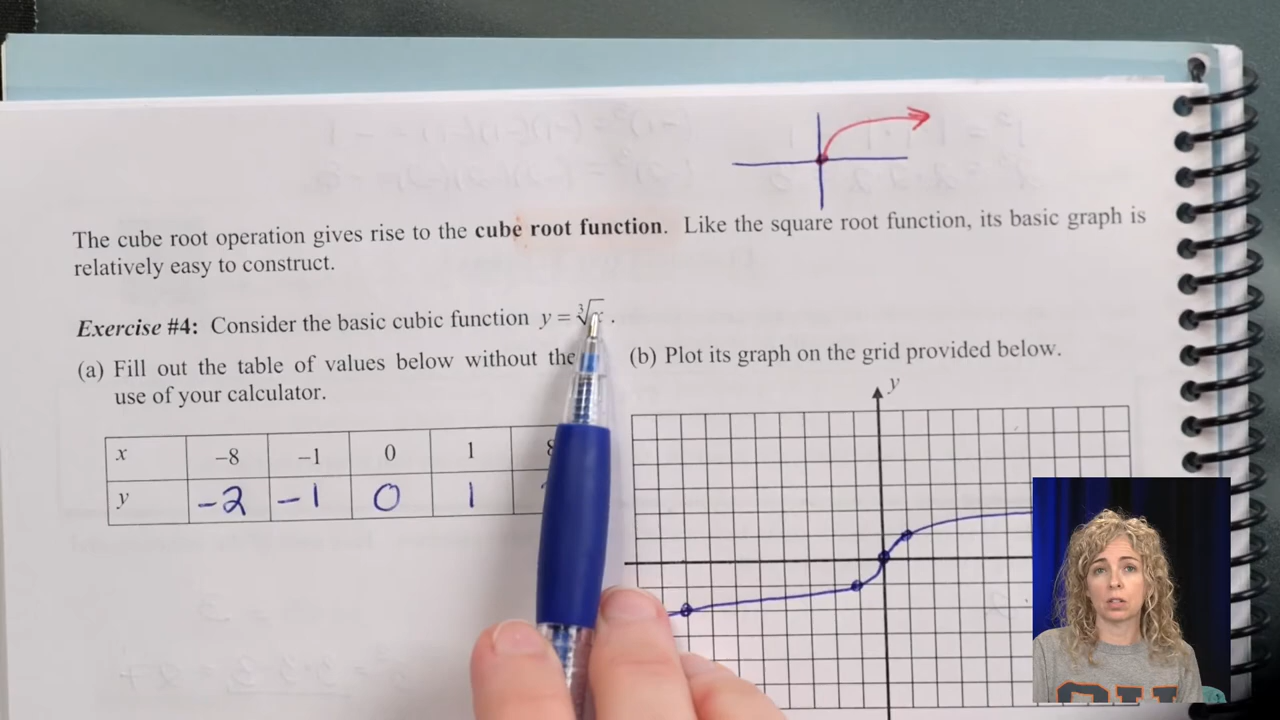 The cube root operation gives rise to the cube root function. Like the square root function, its basic graph is
relatively easy to construct.
Exercise #4: Consider the basic cubic function y = ∛x .
(a) Fill out the table of values below without the
use of your calculator.
(b) Plot its graph on the grid provided below.
x -8 -1 0 1 8
y -2 -1 0 1
y